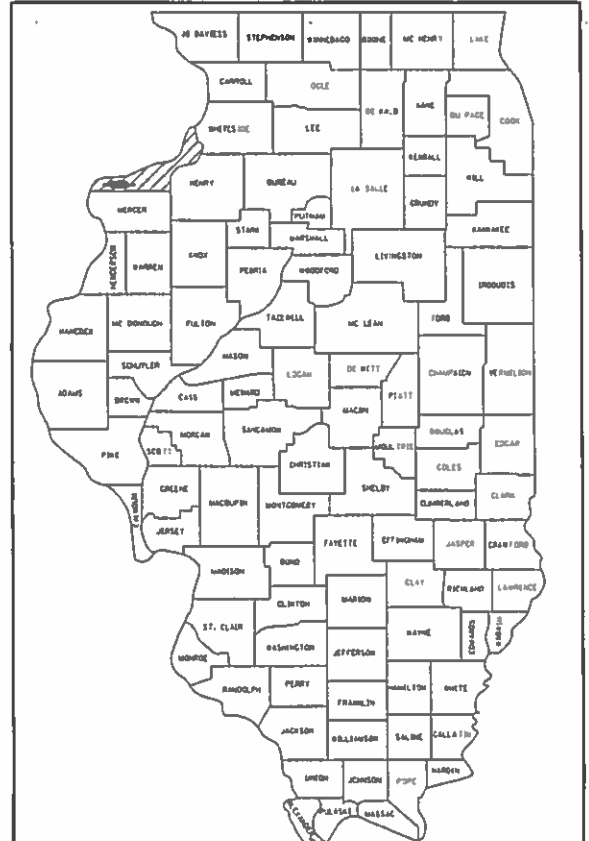 JO DAVIESS
STEPHENSON
WINNEBAGO
BOONE
MC HENRY
LAKE
CARROLL
OGLE
DE KALB
KANE
DU PAGE
COOK
WHITESIDE
LEE
KENDALL
WILL
HENRY
BUREAU
LA SALLE
GRUNDY
PUTNAM
MERCER
STARK
MARSHALL
KANKAKEE
HENDERSON
WARREN
KNOX
PEORIA
WOODFORD
LIVINGSTON
IROQUOIS
HANCOCK
MC DONOUGH
FULTON
TAZEWELL
MC LEAN
FORD
MASON
SCHUYLER
LOGAN
DE WITT
CHAMPAIGN
VERMILION
ADAMS
BROWN
CASS
MENARD
PIATT
MACON
MORGAN
SANGAMON
DOUGLAS
PIKE
SCOTT
CHRISTIAN
MOULTRIE
EDGAR
COLES
GREENE
SHELBY
CLARK
CALHOUN
MACOUPIN
MONTGOMERY
CUMBERLAND
JERSEY
FAYETTE
EFFINGHAM
JASPER
CRAWFORD
MADISON
BOND
CLAY
RICHLAND
LAWRENCE
CLINTON
MARION
ST. CLAIR
WAYNE
EDWARDS
WABASH
WASHINGTON
JEFFERSON
MONROE
RANDOLPH
PERRY
HAMILTON
WHITE
FRANKLIN
JACKSON
WILLIAMSON
SALINE
GALLATIN
UNION
JOHNSON
POPE
HARDIN
ALEXANDER
PULASKI
MASSAC